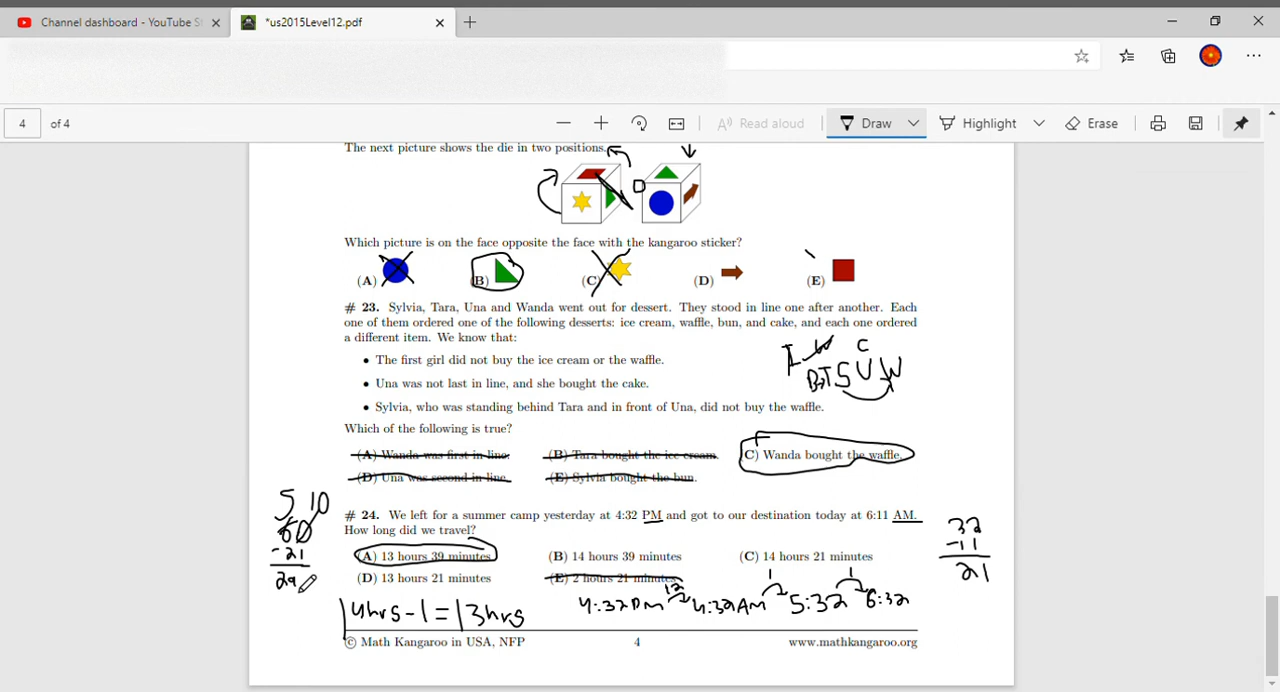 Channel dashboard - YouTube S
*us2015Level12.pdf
4 of 4
Read aloud
Draw
Highlight
Erase
The next picture shows the die in two positions.
Which picture is on the face opposite the face with the kangaroo sticker?
(A)
(B)
(C)
(D)
(E)
# 23. Sylvia, Tara, Una and Wanda went out for dessert. They stood in line one after another. Each
one of them ordered one of the following desserts: ice cream, waffle, bun, and cake, and each one ordered
a different item. We know that:
• The first girl did not buy the ice cream or the waffle.
• Una was not last in line, and she bought the cake.
• Sylvia, who was standing behind Tara and in front of Una, did not buy the waffle.
I W C
B T S U W
Which of the following is true?
(A) Wanda was first in line.
(B) Tara bought the ice cream.
(C) Wanda bought the waffle.
(D) Una was second in line.
(E) Sylvia bought the bun.
# 24. We left for a summer camp yesterday at 4:32 PM and got to our destination today at 6:11 AM.
How long did we travel?
(A) 13 hours 39 minutes
(B) 14 hours 39 minutes
(C) 14 hours 21 minutes
(D) 13 hours 21 minutes
(E) 2 hours 21 minutes
5 10
60
-21
29
32
-11
21
12 1 1
4:32PM 4:32AM 5:32 6:32
14hrs-1=13hrs
© Math Kangaroo in USA, NFP
4
www.mathkangaroo.org